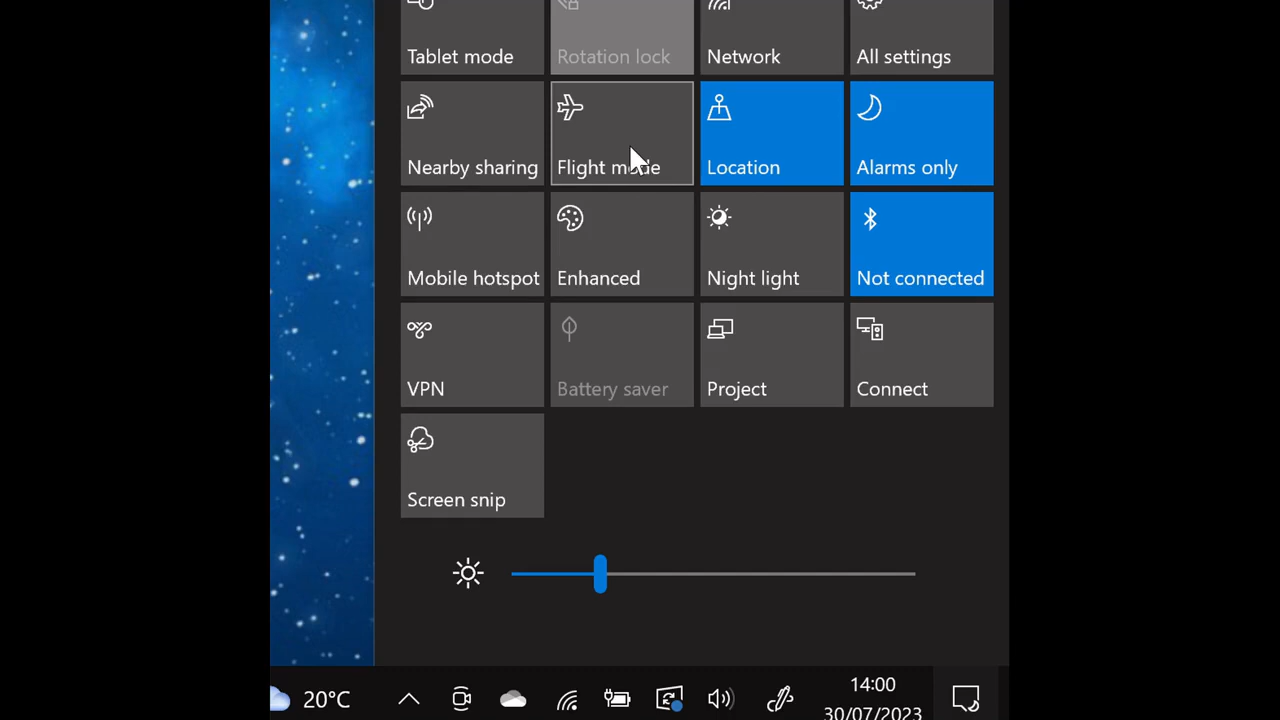 Tablet mode
Rotation lock
Network
All settings
Nearby sharing
Flight mode
Location
Alarms only
Mobile hotspot
Enhanced
Night light
Not connected
VPN
Battery saver
Project
Connect
Screen snip
20°C
14:00
30/07/2023